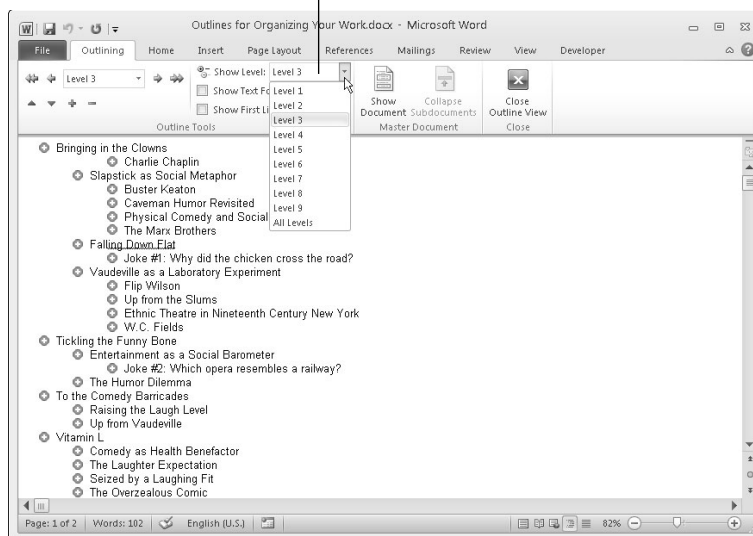 Outlines for Organizing Your Work.docx - Microsoft Word
File Outlining Home Insert Page Layout References Mailings Review View Developer
Level 3
Show Level: Level 3
Show Text Fo
Show First Li
Outline Tools
Level 1
Level 2
Level 3
Level 4
Level 5
Level 6
Level 7
Level 8
Level 9
All Levels
Show Document
Collapse Subdocuments
Master Document
Close Outline View
Close
Bringing in the Clowns
Charlie Chaplin
Slapstick as Social Metaphor
Buster Keaton
Caveman Humor Revisited
Physical Comedy and Social
The Marx Brothers
Falling Down Flat
Joke #1: Why did the chicken cross the road?
Vaudeville as a Laboratory Experiment
Flip Wilson
Up from the Slums
Ethnic Theatre in Nineteenth Century New York
W.C. Fields
Tickling the Funny Bone
Entertainment as a Social Barometer
Joke #2: Which opera resembles a railway?
The Humor Dilemma
To the Comedy Barricades
Raising the Laugh Level
Up from Vaudeville
Vitamin L
Comedy as Health Benefactor
The Laughter Expectation
Seized by a Laughing Fit
The Overzealous Comic
Page: 1 of 2 Words: 102 English (U.S.) 82%